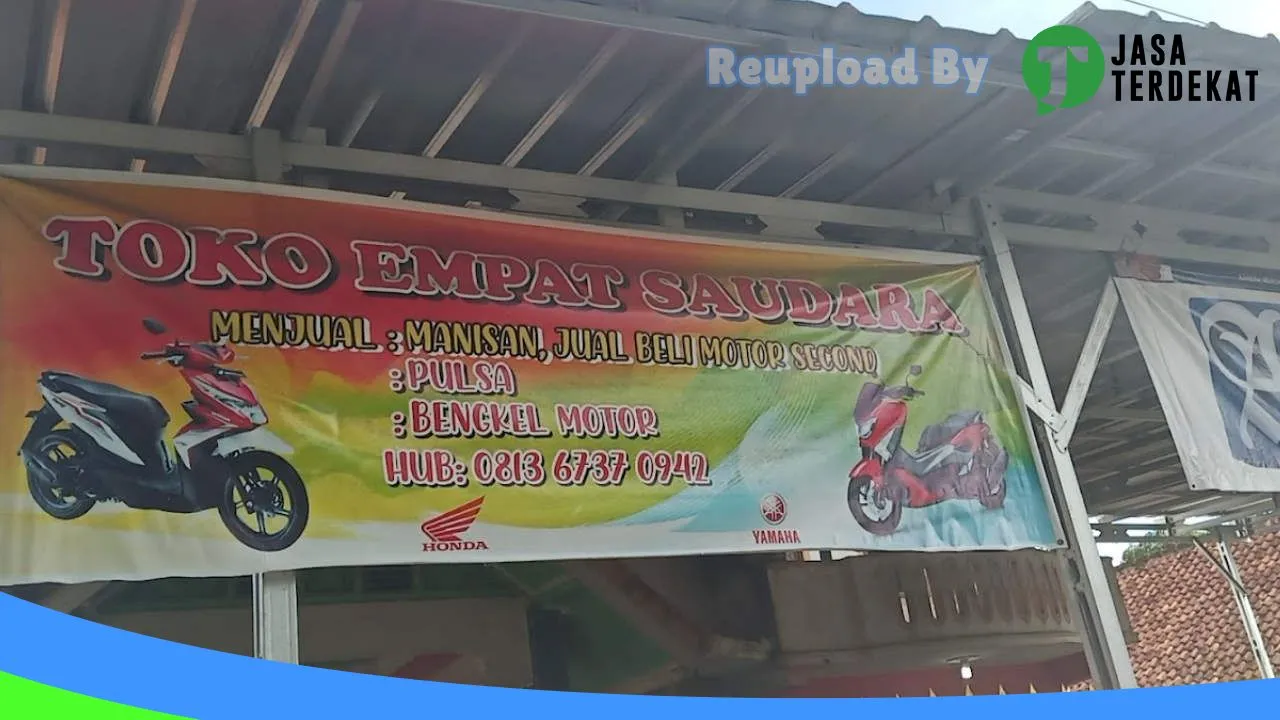 Reupload By
JASA
TERDEKAT
TOKO EMPAT SAUDARA
MENJUAL : MANISAN, JUAL BELI MOTOR SECOND
: PULSA
: BENGKEL MOTOR
HUB: 0813 6737 0942
HONDA
YAMAHA